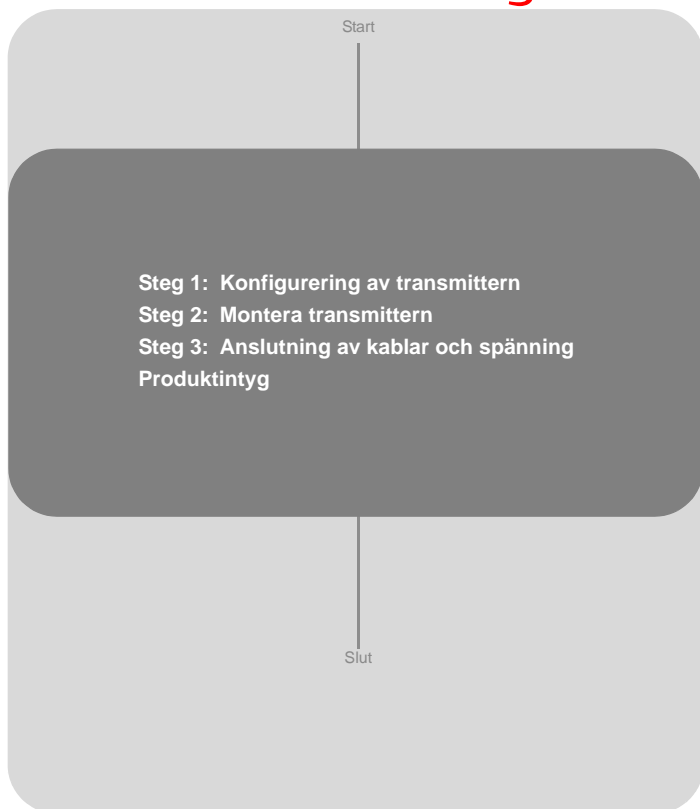 Start
Steg 1: Konfigurering av transmittern
Steg 2: Montera transmittern
Steg 3: Anslutning av kablar och spänning
Produktintyg
Slut